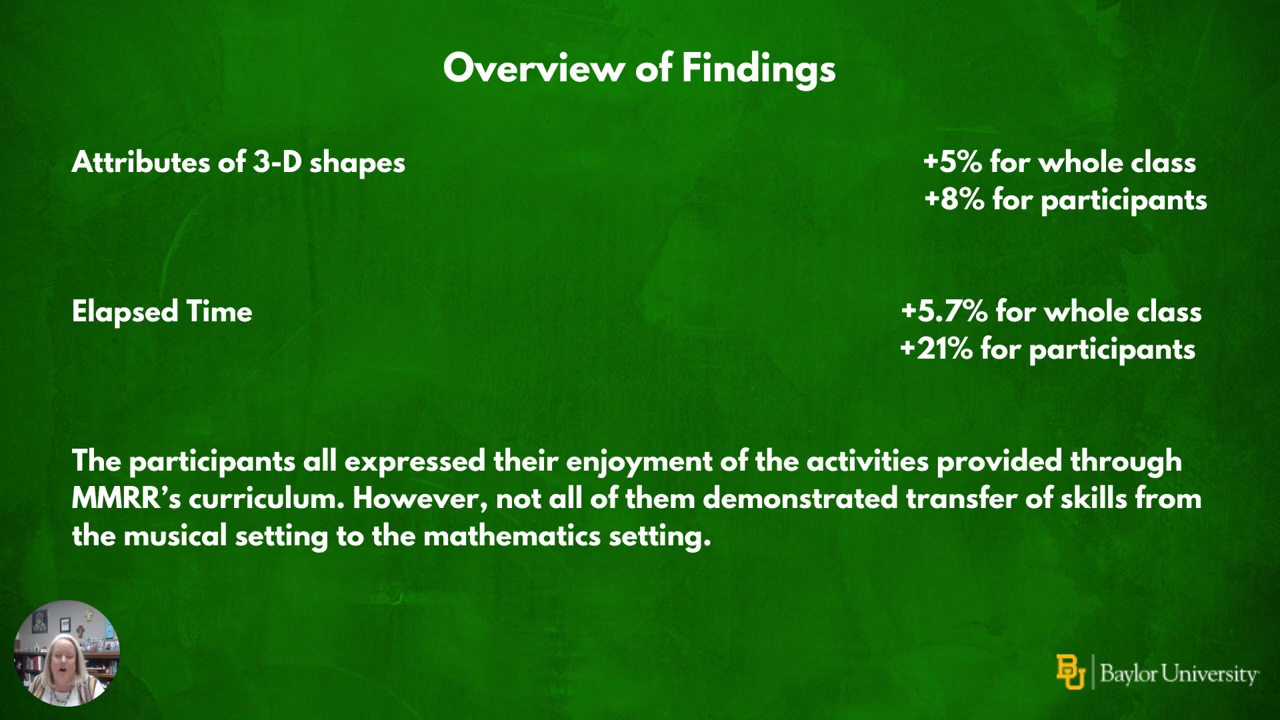 Overview of Findings
Attributes of 3-D shapes
+5% for whole class
+8% for participants
Elapsed Time
+5.7% for whole class
+21% for participants
The participants all expressed their enjoyment of the activities provided through
MMRR’s curriculum. However, not all of them demonstrated transfer of skills from
the musical setting to the mathematics setting.
BU | Baylor University